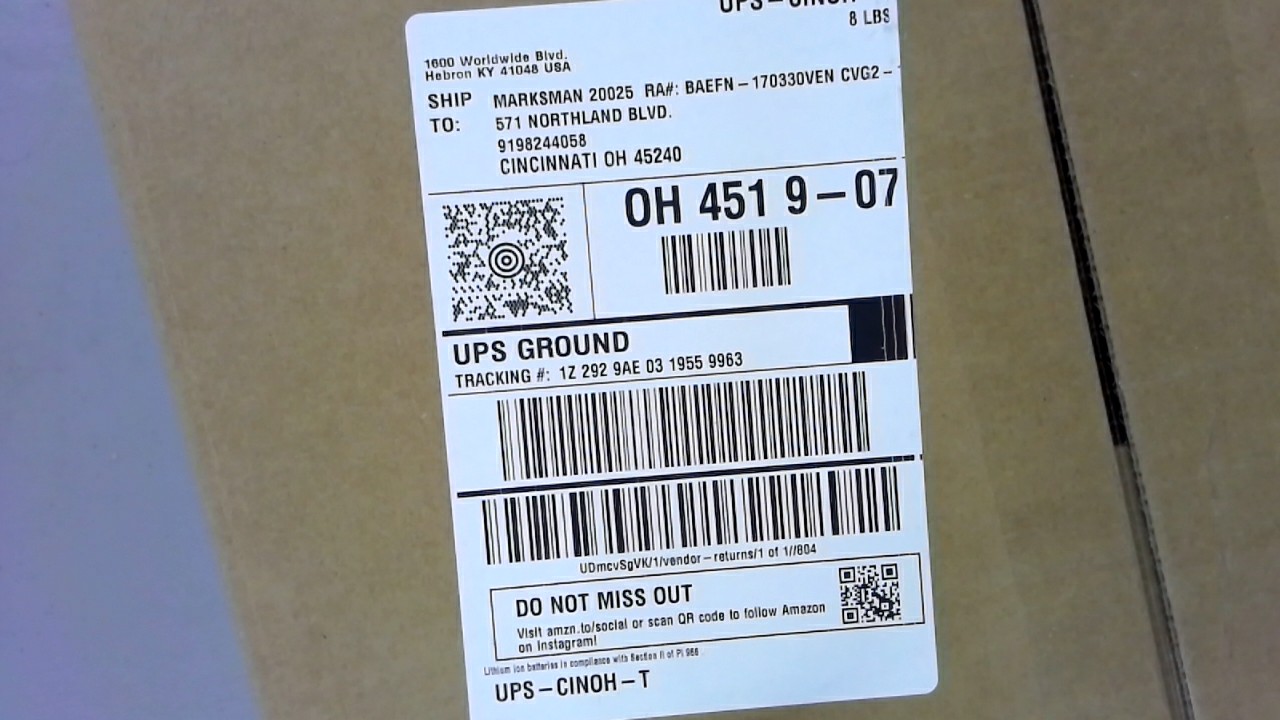 UPS-CINOH
8 LBS
1600 Worldwide Blvd.
Hebron KY 41048 USA
SHIP TO:
MARKSMAN 20025 RA#: BAEFN-170330VEN CVG2-
571 NORTHLAND BLVD.
9198244058
CINCINNATI OH 45240
OH 451 9-07
UPS GROUND
TRACKING #: 1Z 292 9AE 03 1955 9963
UDmcvSgVK/1/vendor-returns/1 of 1//804
DO NOT MISS OUT
Visit amzn.to/social or scan QR code to follow Amazon
on Instagram!
Lithium ion batteries in compliance with Section II of PI 966
UPS-CINOH-T